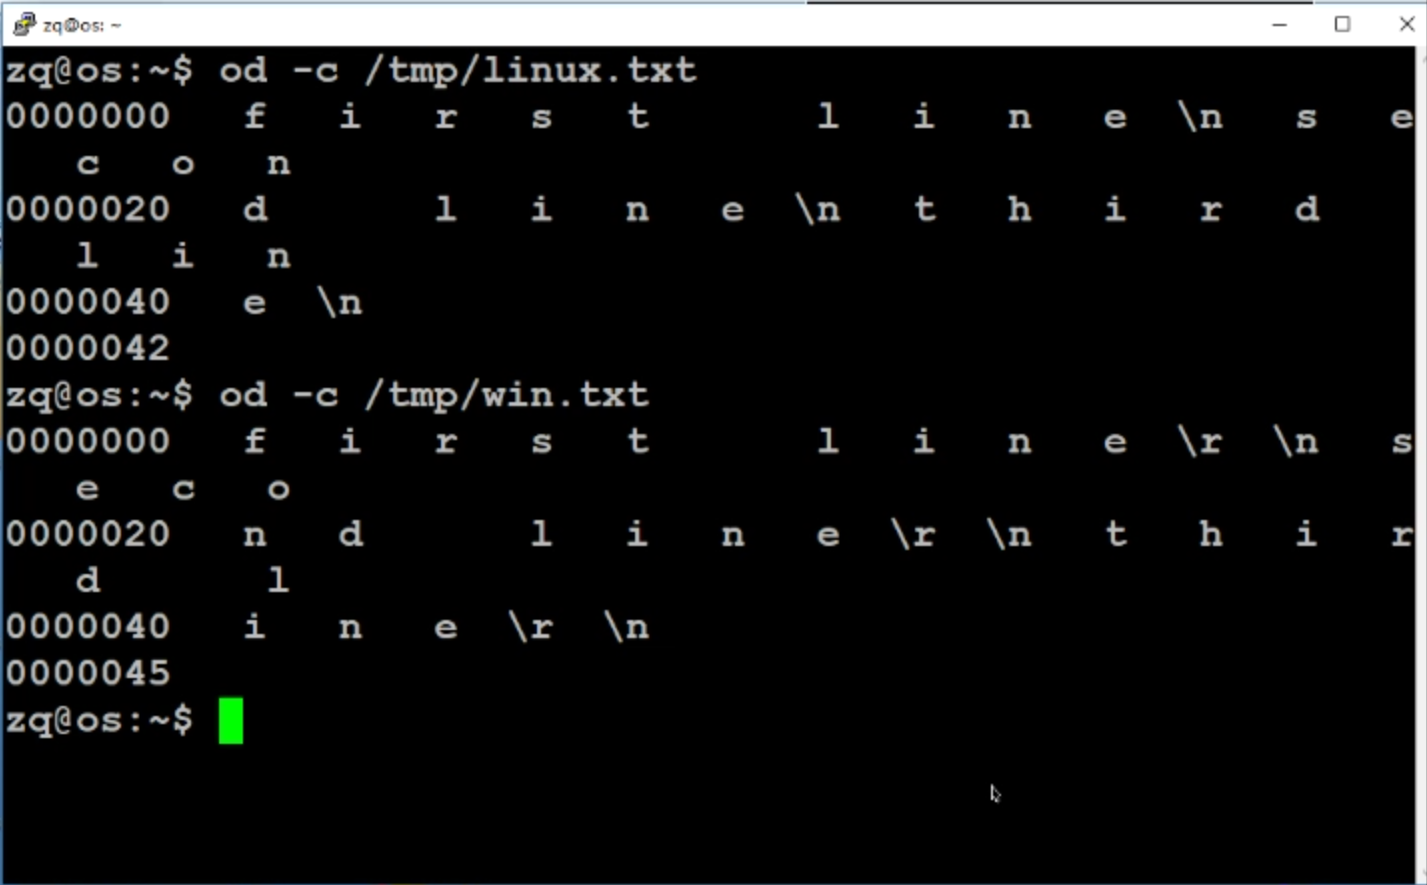 zq@os: ~
zq@os:~$ od -c /tmp/linux.txt
0000000   f   i   r   s   t       l   i   n   e  \n   s   e
   c   o   n
0000020   d       l   i   n   e  \n   t   h   i   r   d
   l   i   n
0000040   e  \n
0000042
zq@os:~$ od -c /tmp/win.txt
0000000   f   i   r   s   t       l   i   n   e  \r  \n   s
   e   c   o
0000020   n   d       l   i   n   e  \r  \n   t   h   i   r
   d       l
0000040   i   n   e  \r  \n
0000045
zq@os:~$